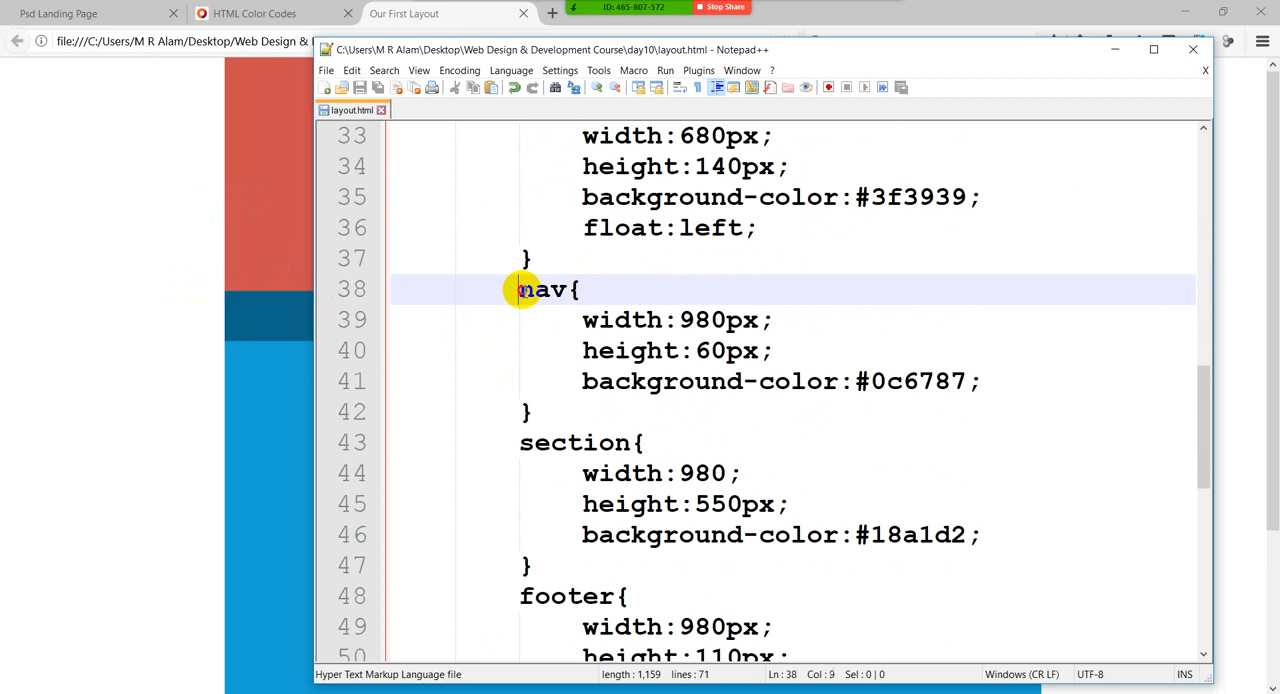 ID: 465-807-572 Stop Share
Psd Landing Page HTML Color Codes Our First Layout
file:///C:/Users/M R Alam/Desktop/Web Design &
C:\Users\M R Alam\Desktop\Web Design & Development Course\day10\layout.html - Notepad++
File Edit Search View Encoding Language Settings Tools Macro Run Plugins Window ? X
layout.html
33 width:680px;
34 height:140px;
35 background-color:#3f3939;
36 float:left;
37 }
38 nav{
39 width:980px;
40 height:60px;
41 background-color:#0c6787;
42 }
43 section{
44 width:980;
45 height:550px;
46 background-color:#18a1d2;
47 }
48 footer{
49 width:980px;
50 height:110px;
Hyper Text Markup Language file length : 1,159 lines : 71 Ln : 38 Col : 9 Sel : 0 | 0 Windows (CR LF) UTF-8 INS